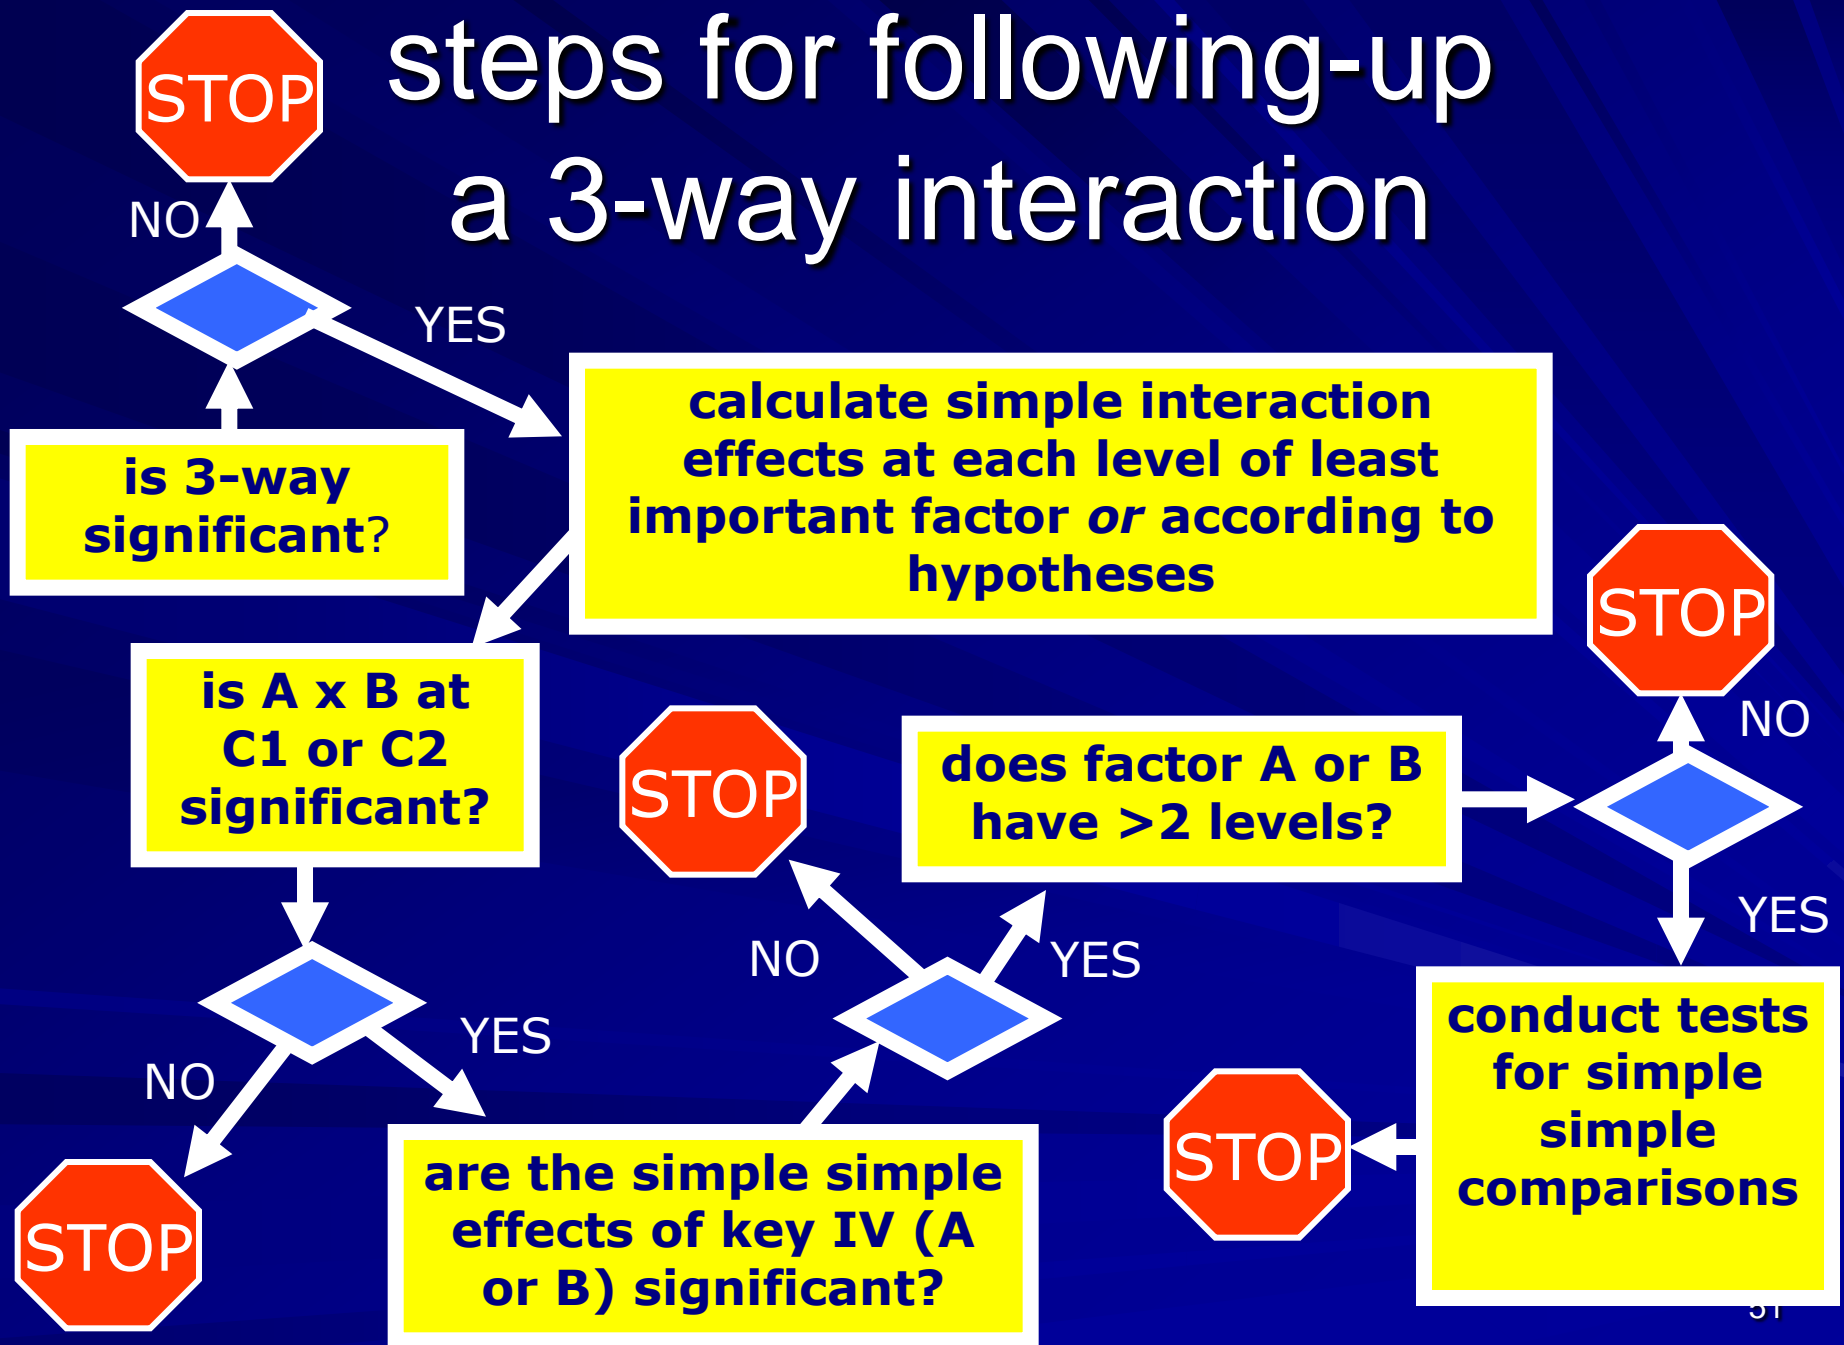 steps for following-up
a 3-way interaction
STOP
NO
YES
is 3-way
significant?
calculate simple interaction
effects at each level of least
important factor or according to
hypotheses
is A x B at
C1 or C2
significant?
NO
YES
STOP
are the simple simple
effects of key IV (A
or B) significant?
NO
YES
STOP
does factor A or B
have >2 levels?
STOP
NO
YES
conduct tests
for simple
simple
comparisons
STOP
51